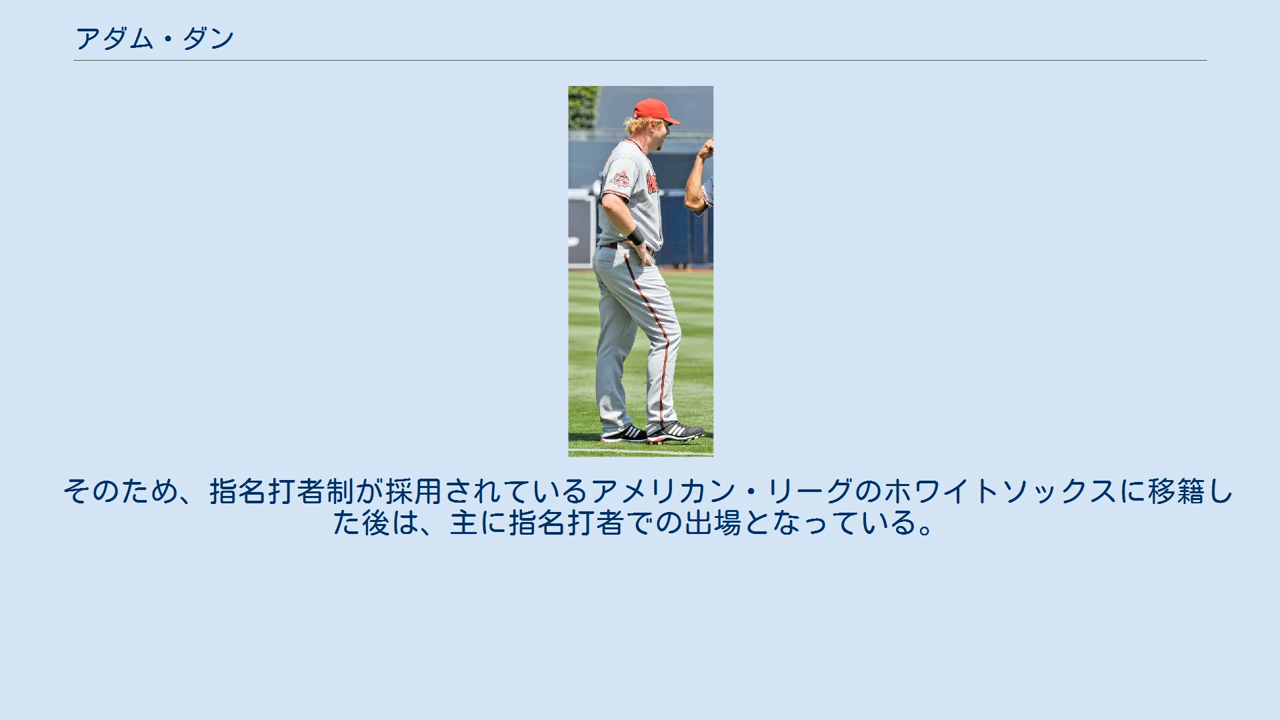 アダム・ダン
そのため、指名打者制が採用されているアメリカン・リーグのホワイトソックスに移籍し
た後は、主に指名打者での出場となっている。